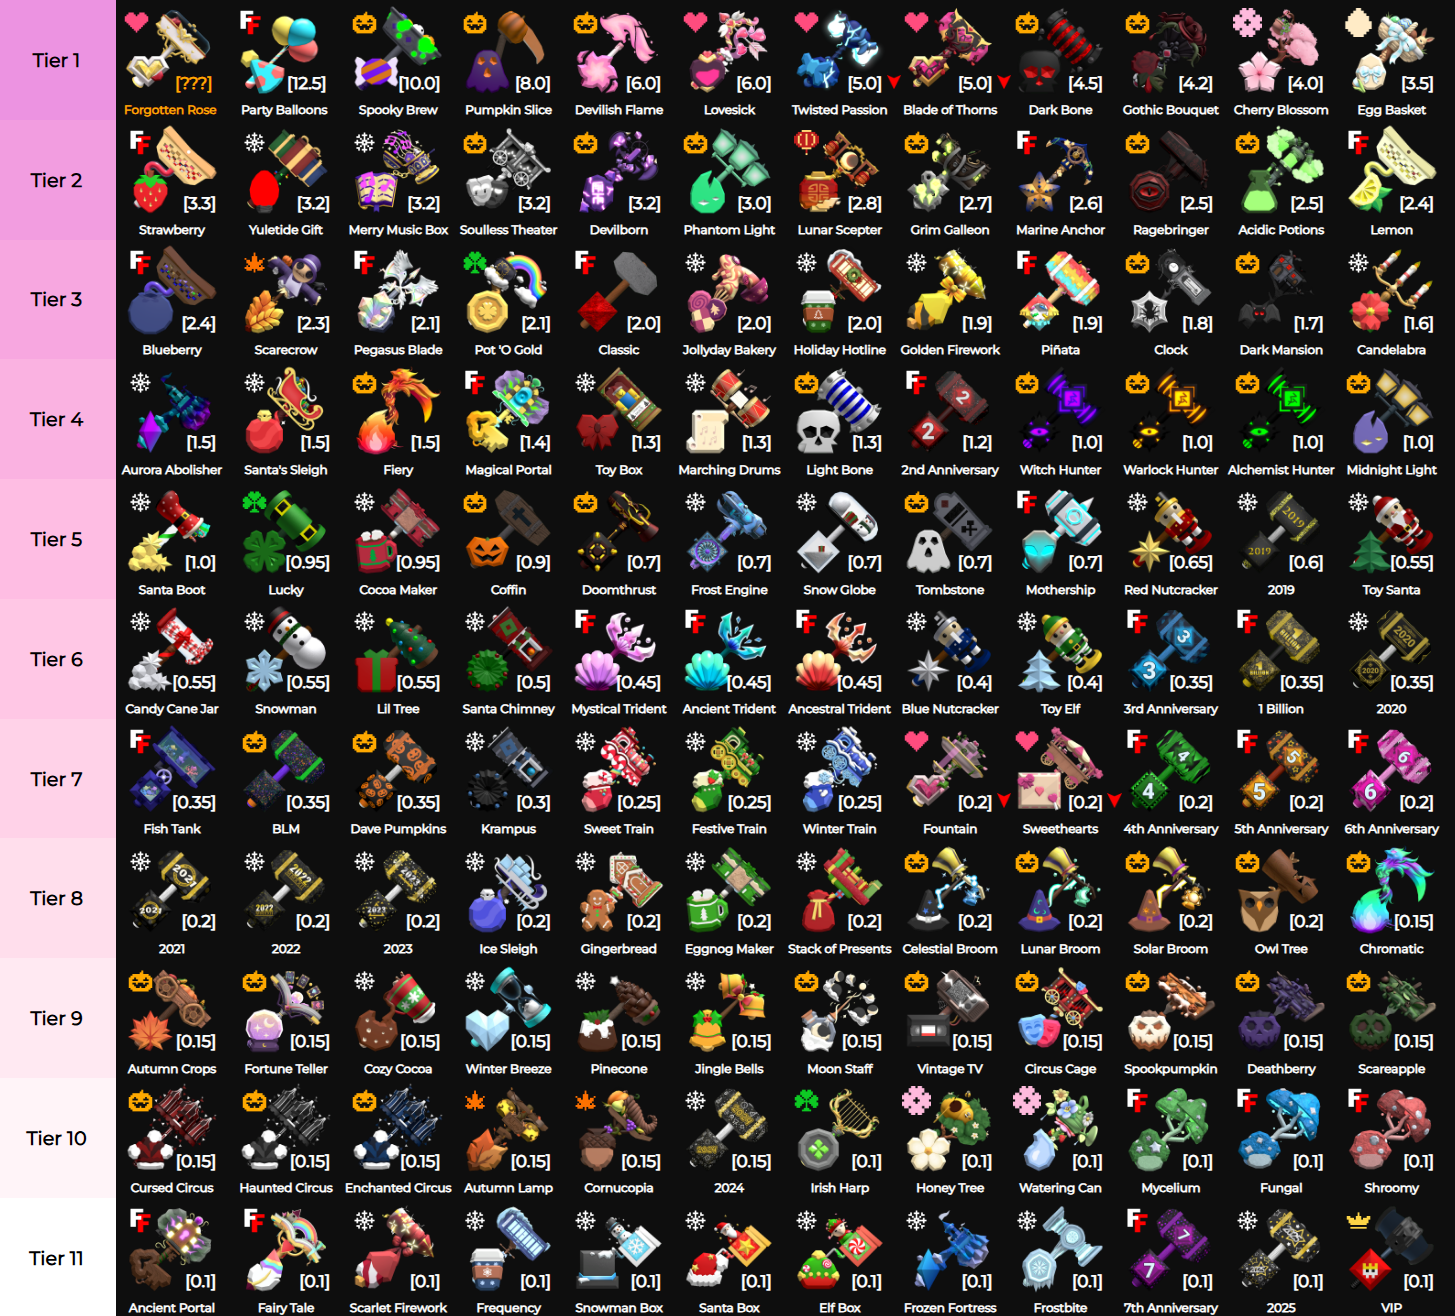 Tier 1
[???] [12.5] [10.0] [8.0] [6.0] [6.0] [5.0] [5.0] [4.5] [4.2] [4.0] [3.5]
Forgotten Rose Party Balloons Spooky Brew Pumpkin Slice Devilish Flame Lovesick Twisted Passion Blade of Thorns Dark Bone Gothic Bouquet Cherry Blossom Egg Basket
Tier 2
[3.3] [3.2] [3.2] [3.2] [3.2] [3.0] [2.8] [2.7] [2.6] [2.5] [2.5] [2.4]
Strawberry Yuletide Gift Merry Music Box Soulless Theater Devilborn Phantom Light Lunar Scepter Grim Galleon Marine Anchor Ragebringer Acidic Potions Lemon
Tier 3
[2.4] [2.3] [2.1] [2.1] [2.0] [2.0] [2.0] [1.9] [1.9] [1.8] [1.7] [1.6]
Blueberry Scarecrow Pegasus Blade Pot 'O Gold Classic Jollyday Bakery Holiday Hotline Golden Firework Piñata Clock Dark Mansion Candelabra
Tier 4
[1.5] [1.5] [1.5] [1.4] [1.3] [1.3] [1.3] [1.2] [1.0] [1.0] [1.0] [1.0]
Aurora Abolisher Santa's Sleigh Fiery Magical Portal Toy Box Marching Drums Light Bone 2nd Anniversary Witch Hunter Warlock Hunter Alchemist Hunter Midnight Light
Tier 5
[1.0] [0.95] [0.95] [0.9] [0.7] [0.7] [0.7] [0.7] [0.7] [0.65] [0.6] [0.55]
Santa Boot Lucky Cocoa Maker Coffin Doomthrust Frost Engine Snow Globe Tombstone Mothership Red Nutcracker 2019 Toy Santa
Tier 6
[0.55] [0.55] [0.55] [0.5] [0.45] [0.45] [0.45] [0.4] [0.4] [0.35] [0.35] [0.35]
Candy Cane Jar Snowman Lil Tree Santa Chimney Mystical Trident Ancient Trident Ancestral Trident Blue Nutcracker Toy Elf 3rd Anniversary 1 Billion 2020
Tier 7
[0.35] [0.35] [0.35] [0.3] [0.25] [0.25] [0.25] [0.2] [0.2] [0.2] [0.2] [0.2]
Fish Tank BLM Dave Pumpkins Krampus Sweet Train Festive Train Winter Train Fountain Sweethearts 4th Anniversary 5th Anniversary 6th Anniversary
Tier 8
[0.2] [0.2] [0.2] [0.2] [0.2] [0.2] [0.2] [0.2] [0.2] [0.2] [0.2] [0.15]
2021 2022 2023 Ice Sleigh Gingerbread Eggnog Maker Stack of Presents Celestial Broom Lunar Broom Solar Broom Owl Tree Chromatic
Tier 9
[0.15] [0.15] [0.15] [0.15] [0.15] [0.15] [0.15] [0.15] [0.15] [0.15] [0.15] [0.15]
Autumn Crops Fortune Teller Cozy Cocoa Winter Breeze Pinecone Jingle Bells Moon Staff Vintage TV Circus Cage Spookpumpkin Deathberry Scareapple
Tier 10
[0.15] [0.15] [0.15] [0.15] [0.15] [0.15] [0.1] [0.1] [0.1] [0.1] [0.1] [0.1]
Cursed Circus Haunted Circus Enchanted Circus Autumn Lamp Cornucopia 2024 Irish Harp Honey Tree Watering Can Mycelium Fungal Shroomy
Tier 11
[0.1] [0.1] [0.1] [0.1] [0.1] [0.1] [0.1] [0.1] [0.1] [0.1] [0.1] [0.1]
Ancient Portal Fairy Tale Scarlet Firework Frequency Snowman Box Santa Box Elf Box Frozen Fortress Frostbite 7th Anniversary 2025 VIP